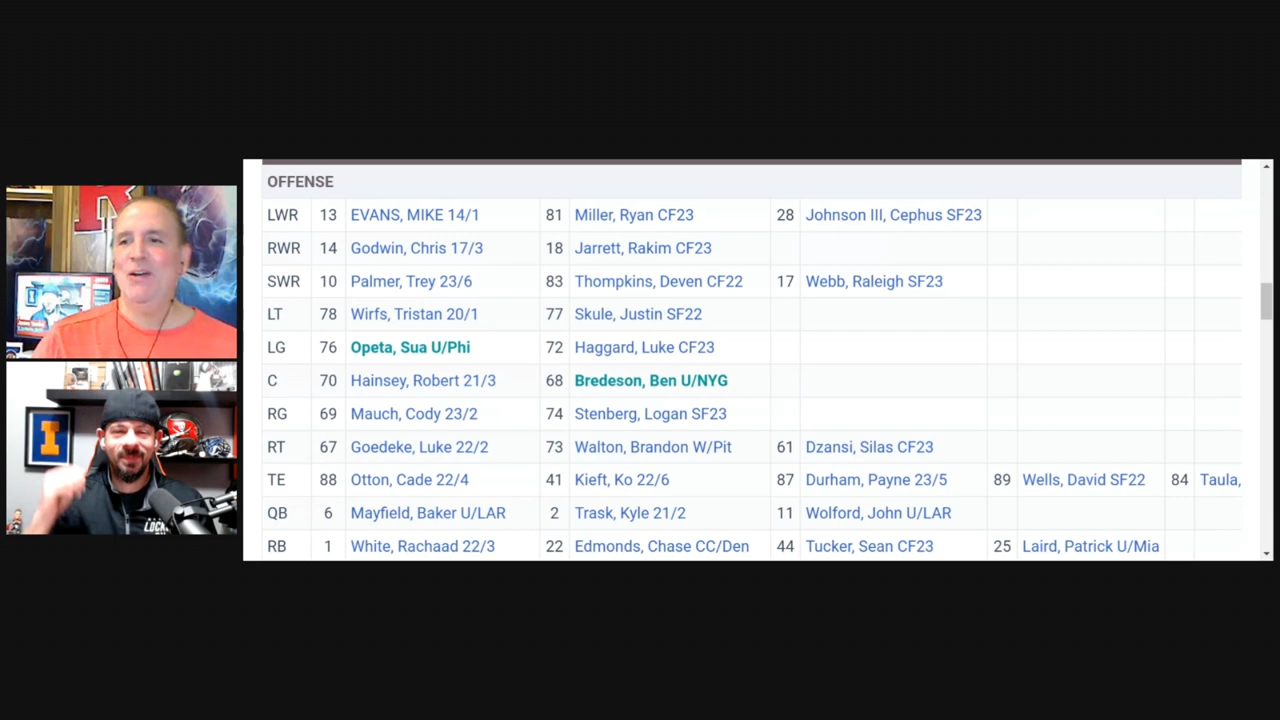 OFFENSE
LWR 13 EVANS, MIKE 14/1 81 Miller, Ryan CF23 28 Johnson III, Cephus SF23
RWR 14 Godwin, Chris 17/3 18 Jarrett, Rakim CF23
SWR 10 Palmer, Trey 23/6 83 Thompkins, Deven CF22 17 Webb, Raleigh SF23
LT 78 Wirfs, Tristan 20/1 77 Skule, Justin SF22
LG 76 Opeta, Sua U/Phi 72 Haggard, Luke CF23
C 70 Hainsey, Robert 21/3 68 Bredeson, Ben U/NYG
RG 69 Mauch, Cody 23/2 74 Stenberg, Logan SF23
RT 67 Goedeke, Luke 22/2 73 Walton, Brandon W/Pit 61 Dzansi, Silas CF23
TE 88 Otton, Cade 22/4 41 Kieft, Ko 22/6 87 Durham, Payne 23/5 89 Wells, David SF22 84 Taula,
QB 6 Mayfield, Baker U/LAR 2 Trask, Kyle 21/2 11 Wolford, John U/LAR
RB 1 White, Rachaad 22/3 22 Edmonds, Chase CC/Den 44 Tucker, Sean CF23 25 Laird, Patrick U/Mia
R
I
LOCK